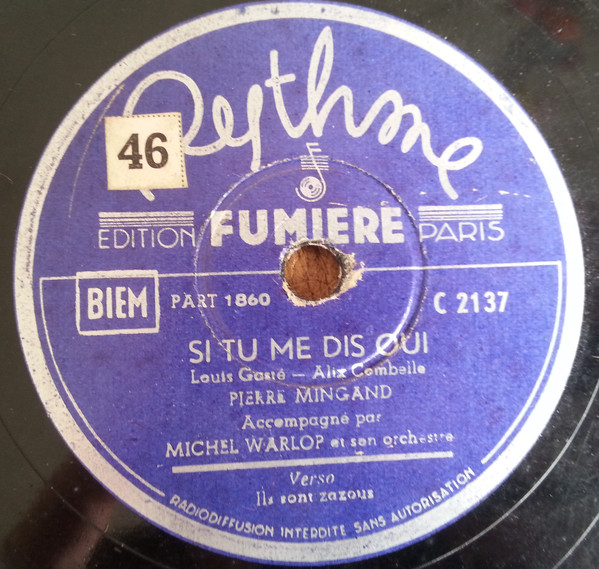 Rythme
46
EDITION FUMIERE PARIS
BIEM PART 1860 C 2137
SI TU ME DIS OUI
Louis Gasté - Alix Combelle
PIERRE MINGAND
Accompagné par
MICHEL WARLOP et son orchestre
Verso
Ils sont zazous
RADIODIFFUSION INTERDITE SANS AUTORISATION